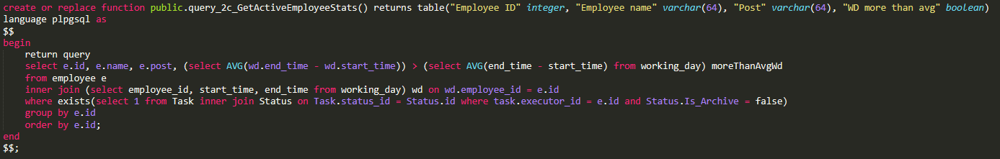 create or replace function public.query_2c_GetActiveEmployeeStats() returns table("Employee ID" integer, "Employee name" varchar(64), "Post" varchar(64), "WD more than avg" boolean)
language plpgsql as
$$
begin
    return query
    select e.id, e.name, e.post, (select AVG(wd.end_time - wd.start_time)) > (select AVG(end_time - start_time) from working_day) moreThanAvgWd
    from employee e
    inner join (select employee_id, start_time, end_time from working_day) wd on wd.employee_id = e.id
    where exists(select 1 from Task inner join Status on Task.status_id = Status.id where task.executor_id = e.id and Status.Is_Archive = false)
    group by e.id
    order by e.id;
end
$$;